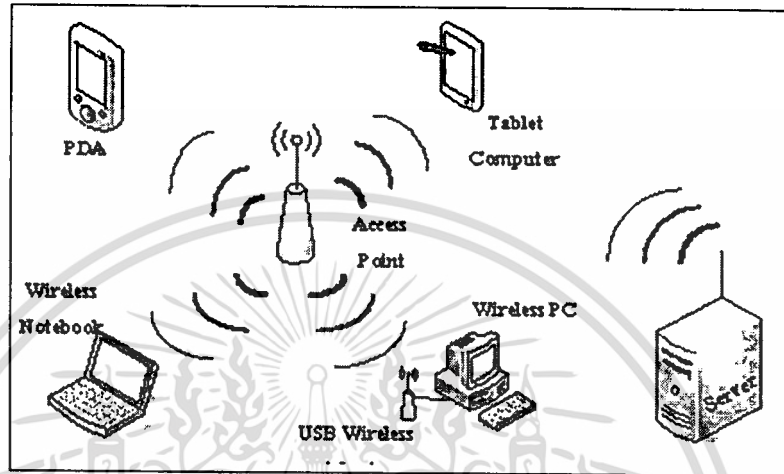 PDA
Tablet
Computer
Access
Point
Wireless
Notebook
Wireless PC
Server
USB Wireless